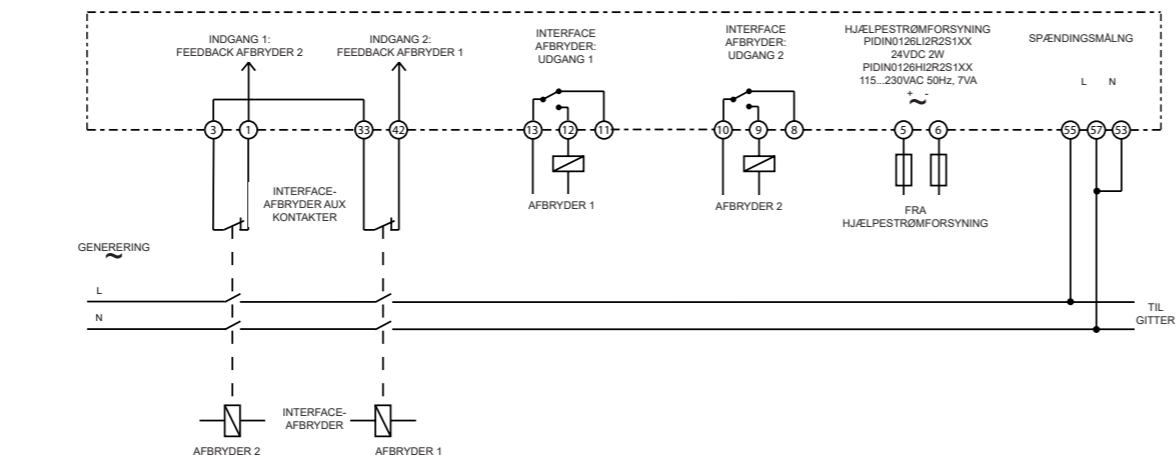 INDGANG 1:
FEEDBACK AFBRYDER 2
INDGANG 2:
FEEDBACK AFBRYDER 1
INTERFACE
AFBRYDER:
UDGANG 1
INTERFACE
AFBRYDER:
UDGANG 2
HJÆLPESTRØMFORSYNING
PIDIN0126LI2R2S1XX
24VDC 2W
PIDIN0126HI2R2S1XX
115...230VAC 50Hz, 7VA
+ -
~
SPÆNDINGSMÅLNG
L N
3 1 33 42 13 12 11 10 9 8 5 6 55 57 53
INTERFACE-
AFBRYDER AUX
KONTAKTER
AFBRYDER 1
AFBRYDER 2
FRA
HJÆLPESTRØMFORSYNING
GENERERING
~
L
N
TIL
GITTER
INTERFACE-
AFBRYDER
AFBRYDER 2
AFBRYDER 1